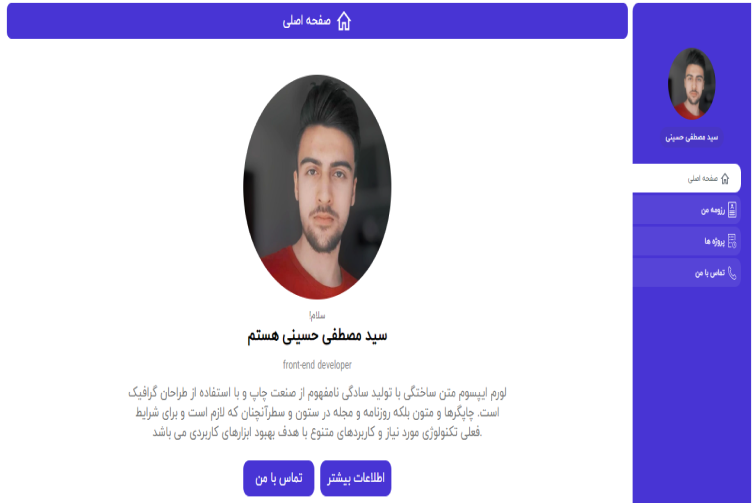 صفحه اصلی
سید مصطفی حسینی
صفحه اصلی
رزومه من
پروژه ها
تماس با من
سلام!
سید مصطفی حسینی هستم
front-end developer
لورم ایپسوم متن ساختگی با تولید سادگی نامفهوم از صنعت چاپ و با استفاده از طراحان گرافیک
است. چاپگرها و متون بلکه روزنامه و مجله در ستون و سطرآنچنان که لازم است و برای شرایط
فعلی تکنولوژی مورد نیاز و کاربردهای متنوع با هدف بهبود ابزارهای کاربردی می باشد.
اطلاعات بیشتر
تماس با من